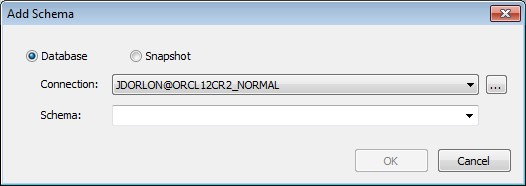 Add Schema
Database Snapshot
Connection: JDORLON@ORCL12CR2_NORMAL ...
Schema:
OK Cancel